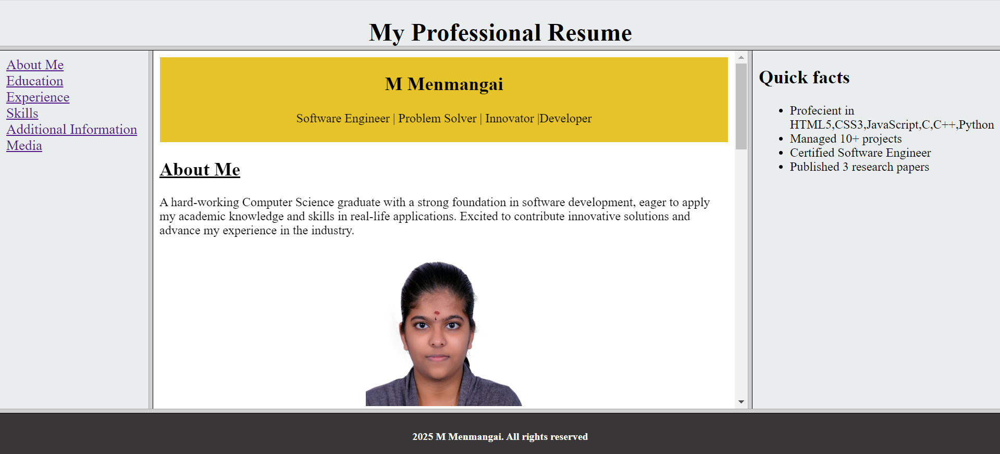 My Professional Resume
About Me
Education
Experience
Skills
Additional Information
Media
M Menmangai
Software Engineer | Problem Solver | Innovator |Developer
About Me
A hard-working Computer Science graduate with a strong foundation in software development, eager to apply
my academic knowledge and skills in real-life applications. Excited to contribute innovative solutions and
advance my experience in the industry.
Quick facts
Profecient in
HTML5,CSS3,JavaScript,C,C++,Python
Managed 10+ projects
Certified Software Engineer
Published 3 research papers
2025 M Menmangai. All rights reserved